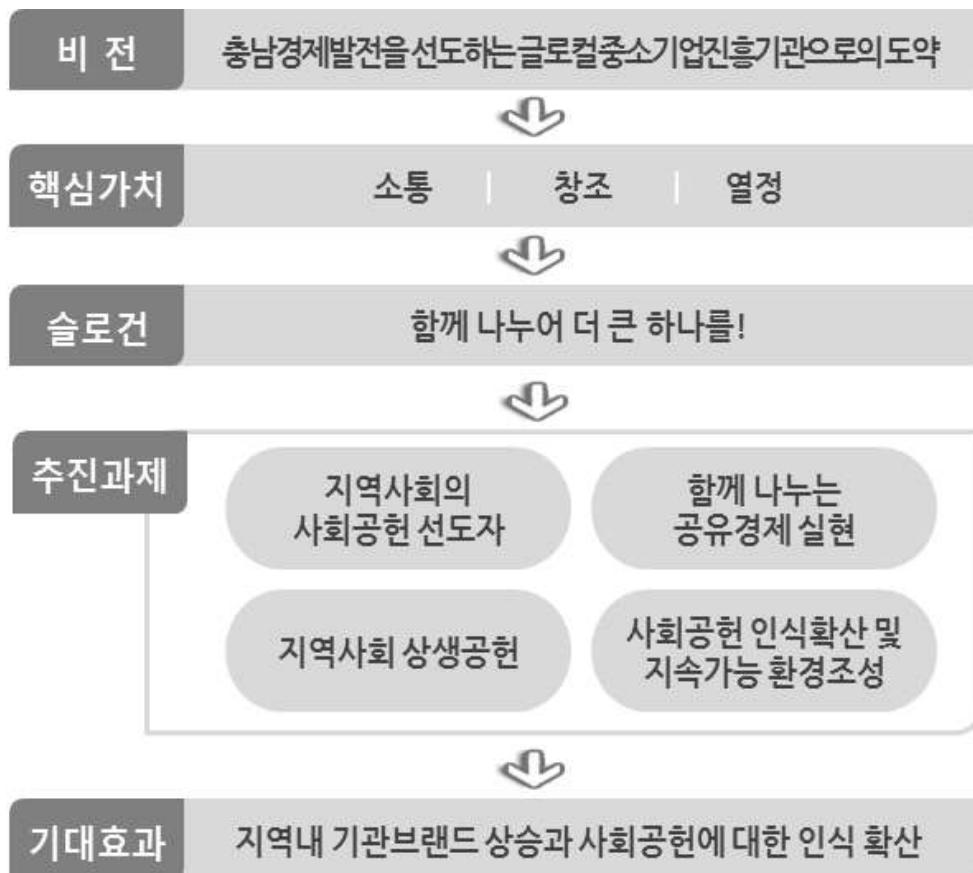 비 전
충남경제발전을 선도하는 글로컬중소기업진흥기관으로의 도약
핵심가치
소통
창조
열정
슬로건
함께 나누어 더 큰 하나를!
추진과제
지역사회의
사회공헌 선도자
함께 나누는
공유경제 실현
지역사회 상생공헌
사회공헌 인식확산 및
지속가능 환경조성
기대효과
지역내 기관브랜드 상승과 사회공헌에 대한 인식 확산